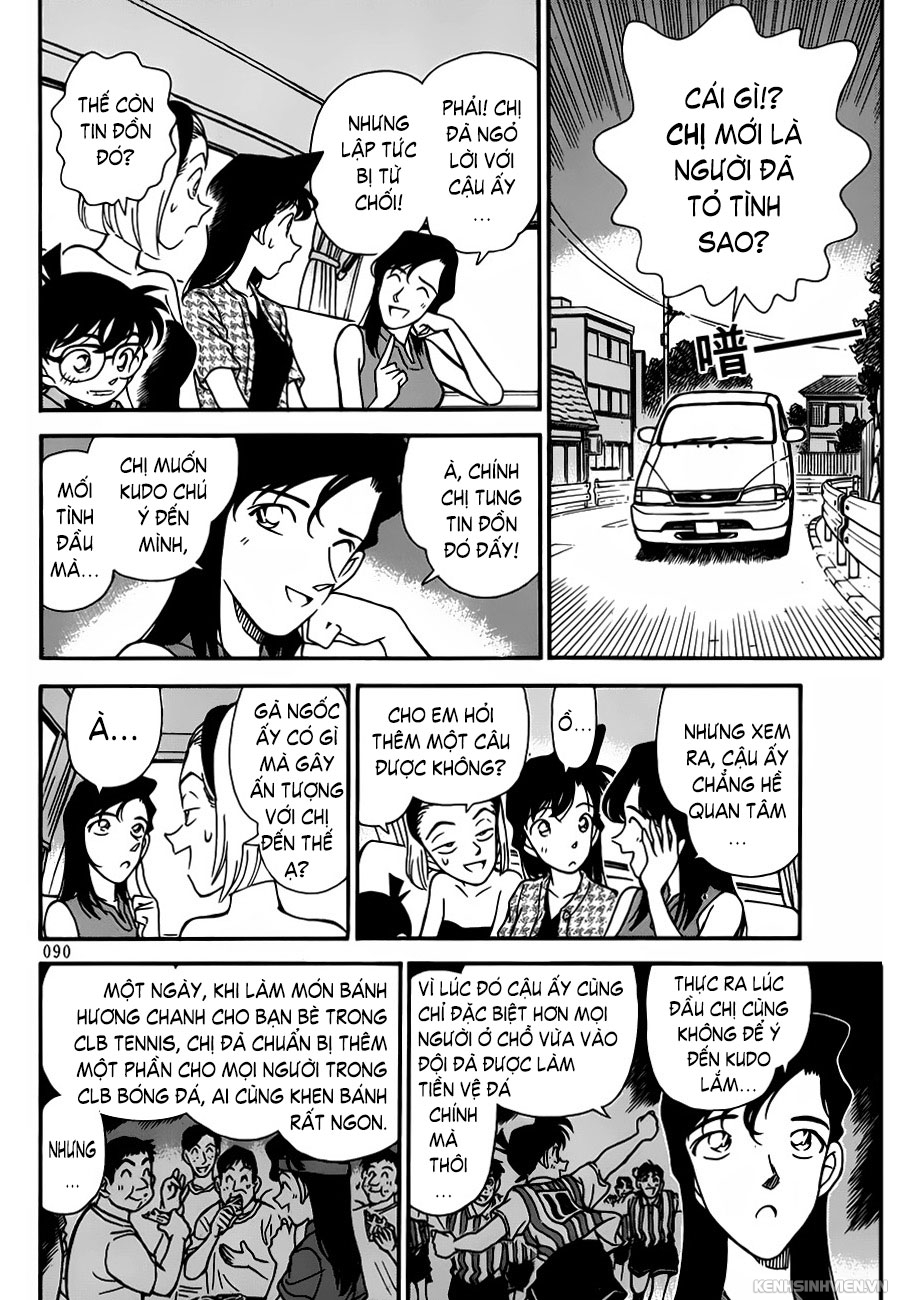 CÁI GÌ!?
CHỊ MỚI LÀ
NGƯỜI ĐÃ
TỎ TÌNH
SAO?
PHẢI! CHỊ
ĐÃ NGỎ
LỜI VỚI
CẬU ẤY
...
NHƯNG
LẬP TỨC
BỊ TỪ
CHỐI!
THẾ CÒN
TIN ĐỒN
ĐÓ?
À, CHÍNH
CHỊ TUNG
TIN ĐỒN
ĐÓ ĐẤY!
CHỊ MUỐN
KUDO CHÚ
Ý ĐẾN
MÌNH,
MỐI
TÌNH
ĐẦU
MÀ...
NHƯNG XEM
RA, CẬU ẤY
CHẲNG HỀ
QUAN TÂM
...
Ồ...
CHO EM HỎI
THÊM MỘT CÂU
ĐƯỢC KHÔNG?
GÃ NGỐC
ẤY CÓ GÌ
MÀ GÂY
ẤN TƯỢNG
VỚI CHỊ
ĐẾN THẾ
Ạ?
À...
090
THỰC RA LÚC
ĐẦU CHỊ CŨNG
KHÔNG ĐỂ Ý
ĐẾN KUDO
LẮM...
VÌ LÚC ĐÓ CẬU ẤY CŨNG
CHỈ ĐẶC BIỆT HƠN MỌI
NGƯỜI Ở CHỖ VỪA VÀO
ĐỘI ĐÃ ĐƯỢC LÀM
TIỀN VỆ ĐÁ
CHÍNH
MÀ
THÔI
...
MỘT NGÀY, KHI LÀM MÓN BÁNH
HƯƠNG CHANH CHO BẠN BÈ TRONG
CLB TENNIS, CHỊ ĐÃ CHUẨN BỊ THÊM
MỘT PHẦN CHO MỌI NGƯỜI TRONG
CLB BÓNG ĐÁ, AI CŨNG KHEN BÁNH
RẤT NGON.
NHƯNG
...
KENHSINHVIEN.VN